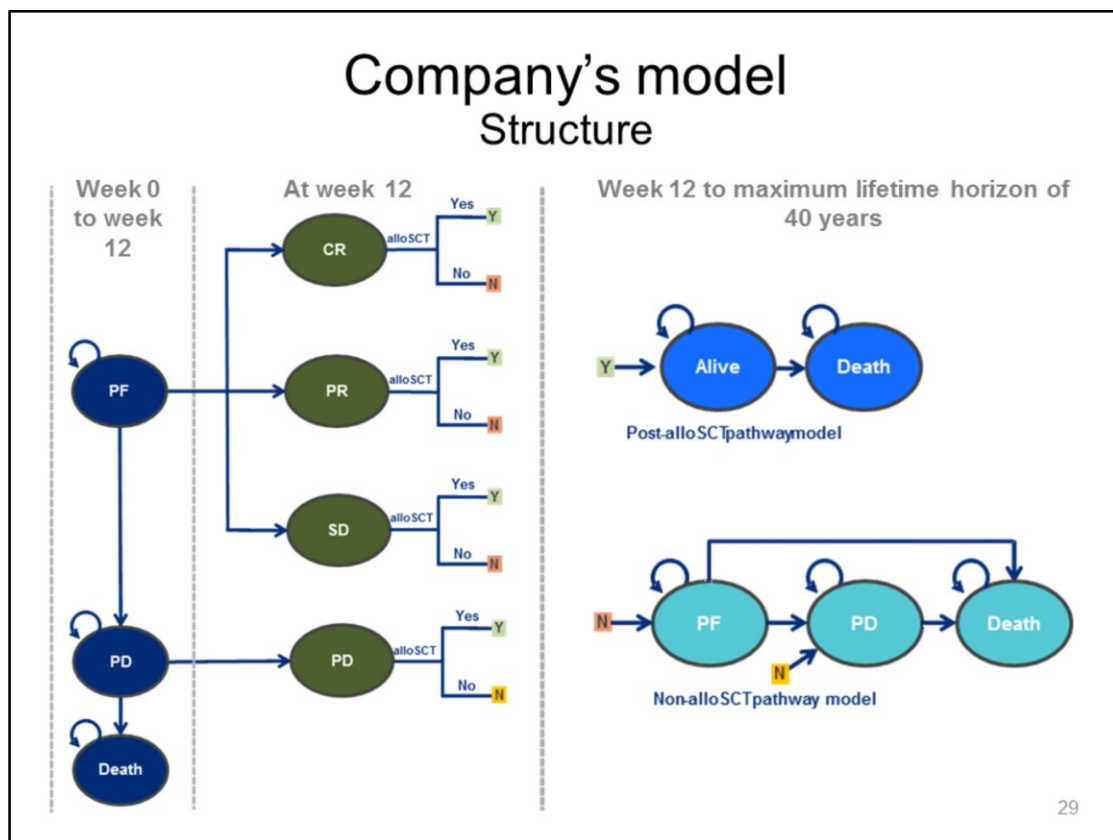 Company's model
Structure
Week 0
to week
12
At week 12
Week 12 to maximum lifetime horizon of
40 years
PF
PD
Death
CR
alloSCT
Yes
Y
No
N
PR
alloSCT
Yes
Y
No
N
SD
alloSCT
Yes
Y
No
N
PD
alloSCT
Yes
Y
No
N
Y
Alive
Death
Post-alloSCTpathwaymodel
N
PF
PD
Death
N
Non-alloSCTpathway model
29